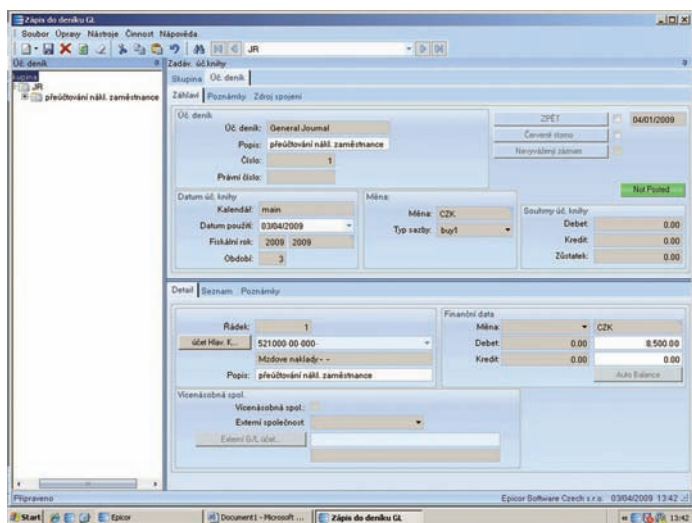 Zápis do deníku GL
Soubor Úpravy Nástroje Činnost Nápověda
JR
Úč. deník
Zadáv. úč.knihy
skupina
JR
přeúčtování nákl. zaměstnance
Skupina Úč. deník
Záhlaví Poznámky Zdroj spojení
Úč. deník
Úč. deník: General Journal
Popis: přeúčtování nákl. zaměstnance
Číslo: 1
Právní číslo:
ZPĚT 04/01/2009
Červené storno
Nevyvážený záznam
Not Posted
Datum úč. knihy
Kalendář: main
Datum použití: 03/04/2009
Fiskální rok: 2009 2009
Období: 3
Měna:
Měna: CZK
Typ sazby: buy1
Souhrny úč. knihy
Debet: 0.00
Kredit: 0.00
Zůstatek: 0.00
Detail Seznam Poznámky
Řádek: 1
účet Hlav. K... 521000-00-000-
Mzdove naklady - -
Popis: přeúčtování nákl. zaměstnance
Finanční data
Měna: CZK
Debet: 0.00 8,500.00
Kredit: 0.00 0.00
Auto Balance
Vícenásobná spol.
Vícenásobná spol.:
Externí společnost:
Externí G/L účet...
Připraveno
Epicor Software Czech s.r.o. 03/04/2009 13:42
Start Epicor Document1 - Microsoft ... Zápis do deníku GL 13:42